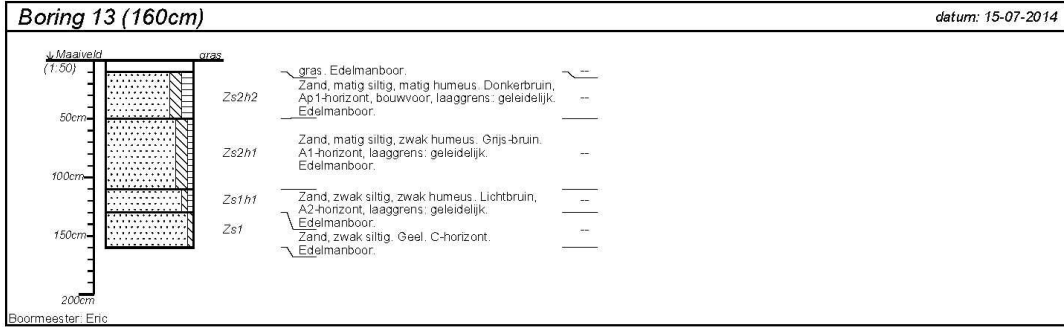 Boring 13 (160cm)
datum: 15-07-2014
↓ Maaiveld
gras
(1:50)
gras. Edelmanboor.
--
Zs2h2
Zand, matig siltig, matig humeus. Donkerbruin,
Ap1-horizont, bouwvoor, laaggrens: geleidelijk.
Edelmanboor.
--
50cm
Zs2h1
Zand, matig siltig, zwak humeus. Grijs-bruin.
A1-horizont, laaggrens: geleidelijk.
Edelmanboor.
--
100cm
Zs1h1
Zand, zwak siltig, zwak humeus. Lichtbruin,
A2-horizont, laaggrens: geleidelijk.
Edelmanboor.
--
150cm
Zs1
Zand, zwak siltig. Geel. C-horizont.
Edelmanboor.
--
200cm
Boormeester: Eric